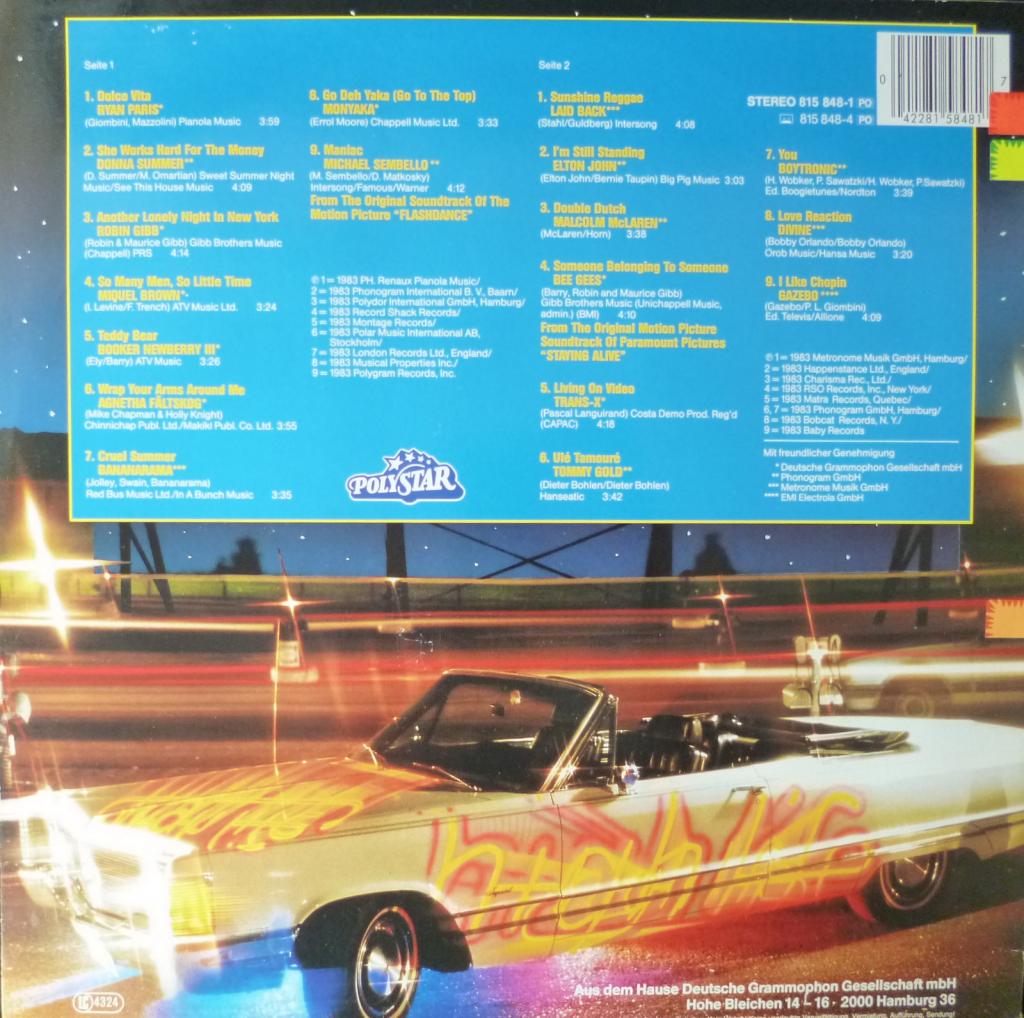 Seite 1
1. Dolce Vita
RYAN PARIS*
(Giombini, Mazzolini) Pianola Music 3:59
2. She Works Hard For The Money
DONNA SUMMER**
(D. Summer/M. Omartian) Sweet Summer Night
Music/See This House Music 4:09
3. Another Lonely Night In New York
ROBIN GIBB*
(Robin & Maurice Gibb) Gibb Brothers Music
(Chappell) PRS 4:14
4. So Many Men, So Little Time
MIQUEL BROWN*
(I. Levine/F. Trench) ATV Music Ltd. 3:24
5. Teddy Bear
BOOKER NEWBERRY III*
(Ely/Barry) ATV Music 3:26
6. Wrap Your Arms Around Me
AGNETHA FÄLTSKOG*
(Mike Chapman & Holly Knight)
Chinnichap Publ. Ltd./Makiki Publ. Co. Ltd. 3:55
7. Cruel Summer
BANANARAMA***
(Jolley, Swain, Bananarama)
Red Bus Music Ltd./In A Bunch Music 3:35
8. Go Deh Yaka (Go To The Top)
MONYAKA*
(Errol Moore) Chappell Music Ltd. 3:33
9. Maniac
MICHAEL SEMBELLO**
(M. Sembello/D. Matkosky)
Intersong/Famous/Warner 4:12
From The Original Soundtrack Of The
Motion Picture "FLASHDANCE"
℗ 1 = 1983 PH. Renaux Pianola Music/
2 = 1983 Phonogram International B. V., Baarn/
3 = 1983 Polydor International GmbH, Hamburg/
4 = 1983 Record Shack Records/
5 = 1983 Montage Records/
6 = 1983 Polar Music International AB,
Stockholm/
7 = 1983 London Records Ltd., England/
8 = 1983 Musical Properties Inc./
9 = 1983 Polygram Records, Inc.
POLYSTAR
Seite 2
1. Sunshine Reggae
LAID BACK***
(Stahl/Guldberg) Intersong 4:08
2. I'm Still Standing
ELTON JOHN**
(Elton John/Bernie Taupin) Big Pig Music 3:03
3. Double Dutch
MALCOLM McLAREN**
(McLaren/Horn) 3:38
4. Someone Belonging To Someone
BEE GEES*
(Barry, Robin and Maurice Gibb)
Gibb Brothers Music (Unichappell Music,
admin.) (BMI) 4:10
From The Original Motion Picture
Soundtrack Of Paramount Pictures
"STAYING ALIVE"
5. Living On Video
TRANS-X*
(Pascal Languirand) Costa Demo Prod. Reg'd
(CAPAC) 4:18
6. Ulé Tamouré
TOMMY GOLD**
(Dieter Bohlen/Dieter Bohlen)
Hanseatic 3:42
STEREO 815 848-1 PO
815 848-4 PO
0 42281 58481 7
7. You
BOYTRONIC**
(H. Wobker, P. Sawatzki/H. Wobker, P. Sawatzki)
Ed. Boogietunes/Nordton 3:39
8. Love Reaction
DIVINE***
(Bobby Orlando/Bobby Orlando)
Orob Music/Hansa Music 3:20
9. I Like Chopin
GAZEBO ****
(Gazebo/P. L. Giombini)
Ed. Televis/Allione 4:09
℗ 1 = 1983 Metronome Musik GmbH, Hamburg/
2 = 1983 Happenstance Ltd., England/
3 = 1983 Charisma Rec., Ltd./
4 = 1983 RSO Records, Inc., New York/
5 = 1983 Matra Records, Quebec/
6, 7 = 1983 Phonogram GmbH, Hamburg/
8 = 1983 Bobcat Records, N. Y./
9 = 1983 Baby Records
Mit freundlicher Genehmigung
* Deutsche Grammophon Gesellschaft mbH
** Phonogram GmbH
*** Metronome Musik GmbH
**** EMI Electrola GmbH
LC 4324
Aus dem Hause Deutsche Grammophon Gesellschaft mbH
Hohe Bleichen 14 – 16 · 2000 Hamburg 36